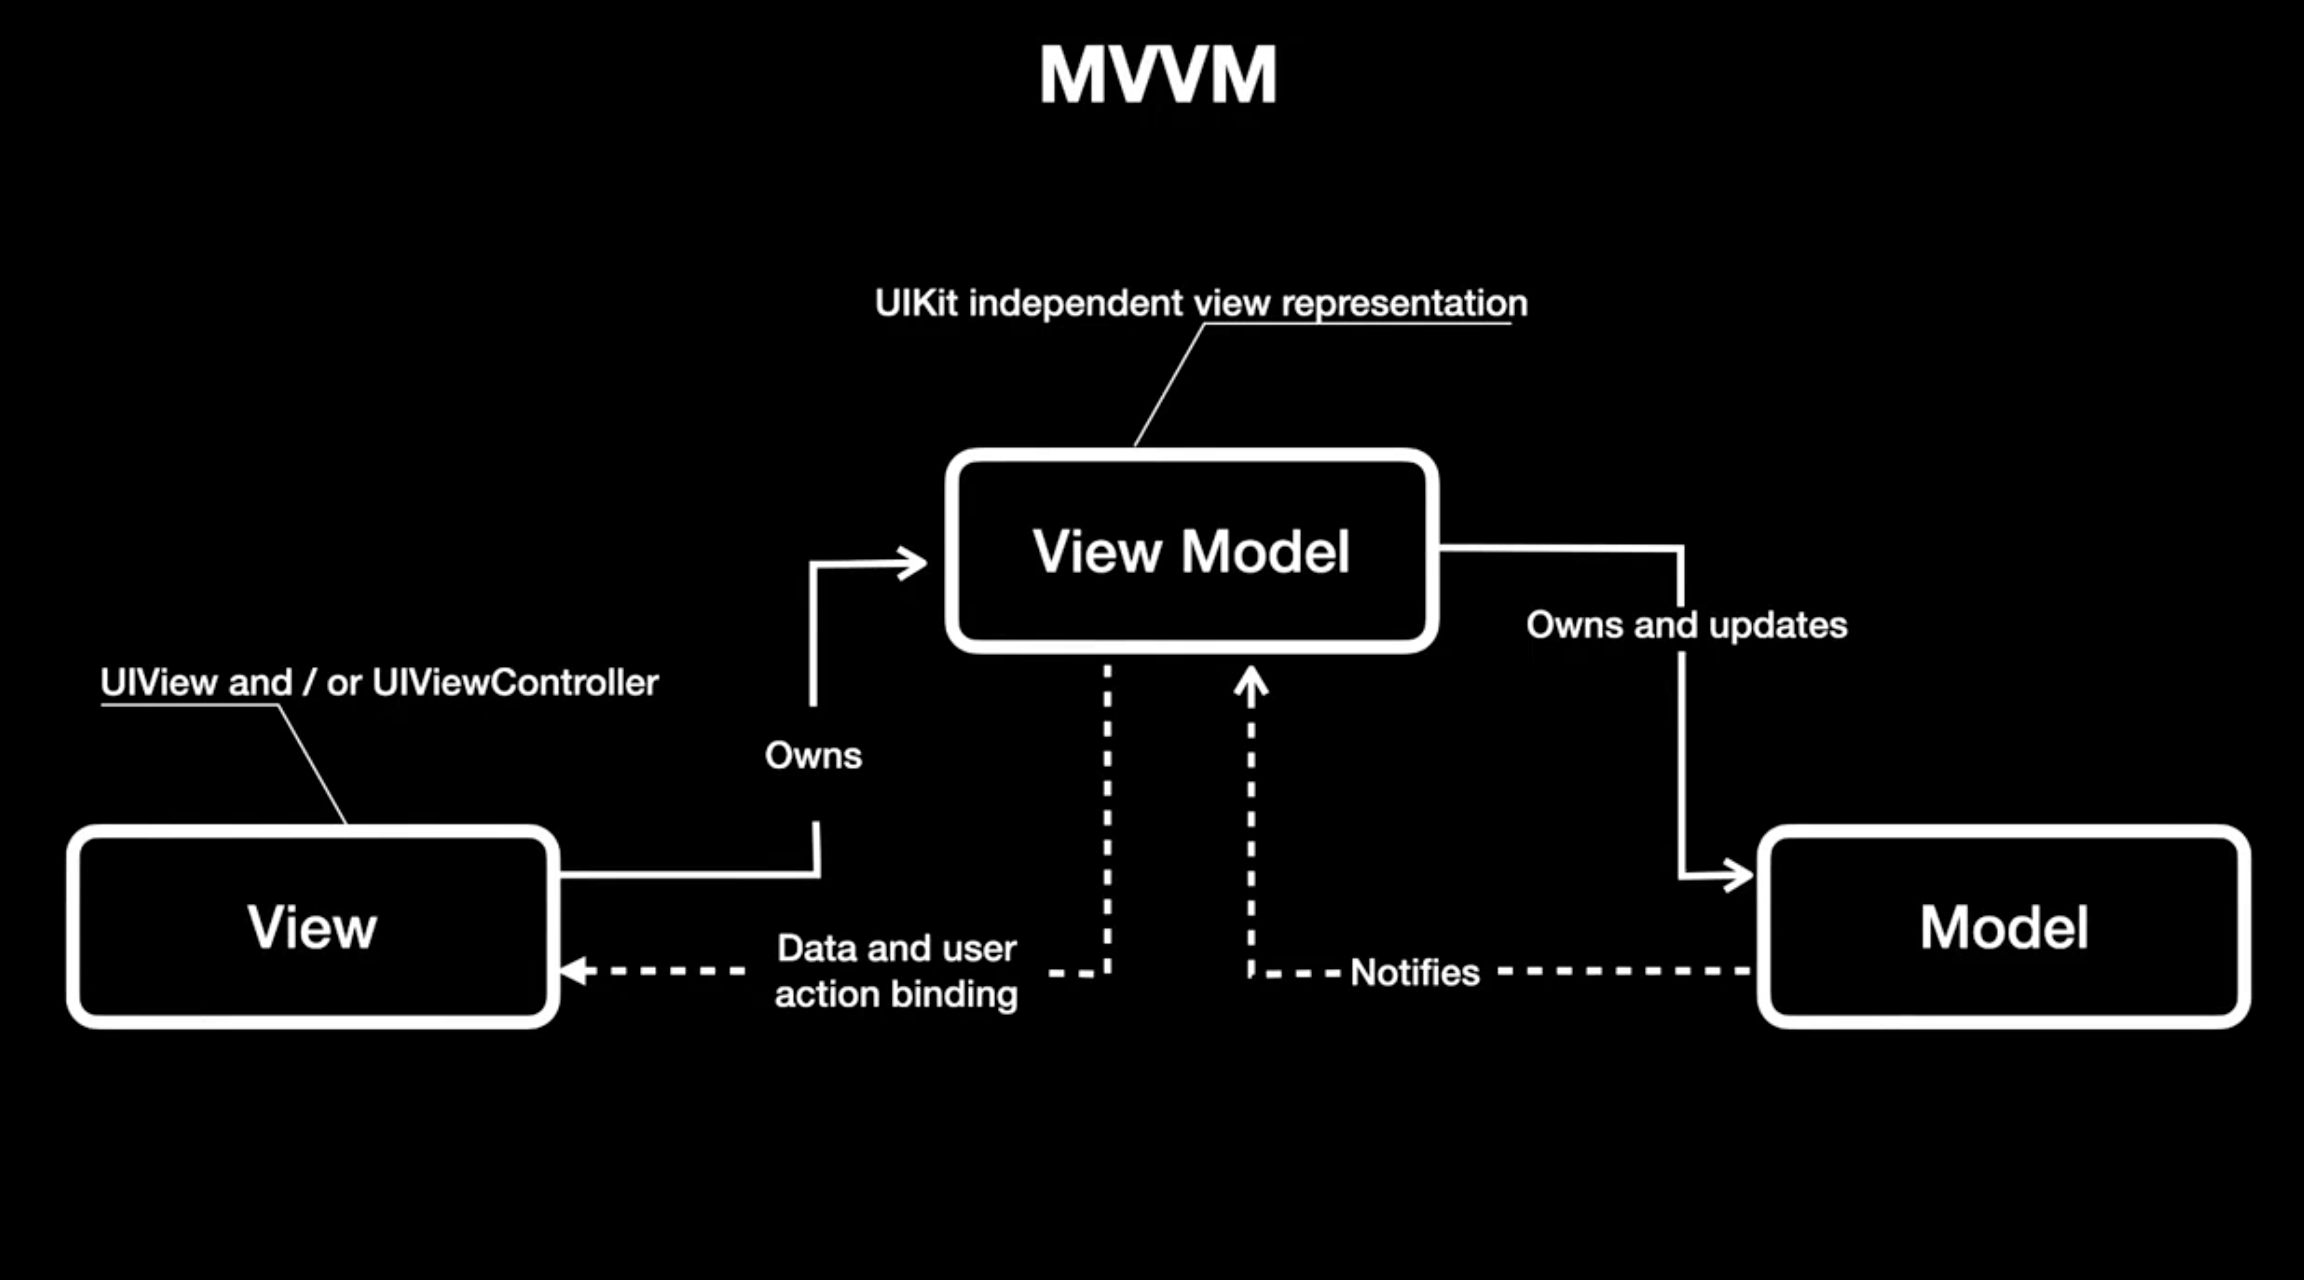 MVVM
UIKit independent view representation
View Model
Owns and updates
UIView and / or UIViewController
Owns
View
Data and user
action binding
Notifies
Model